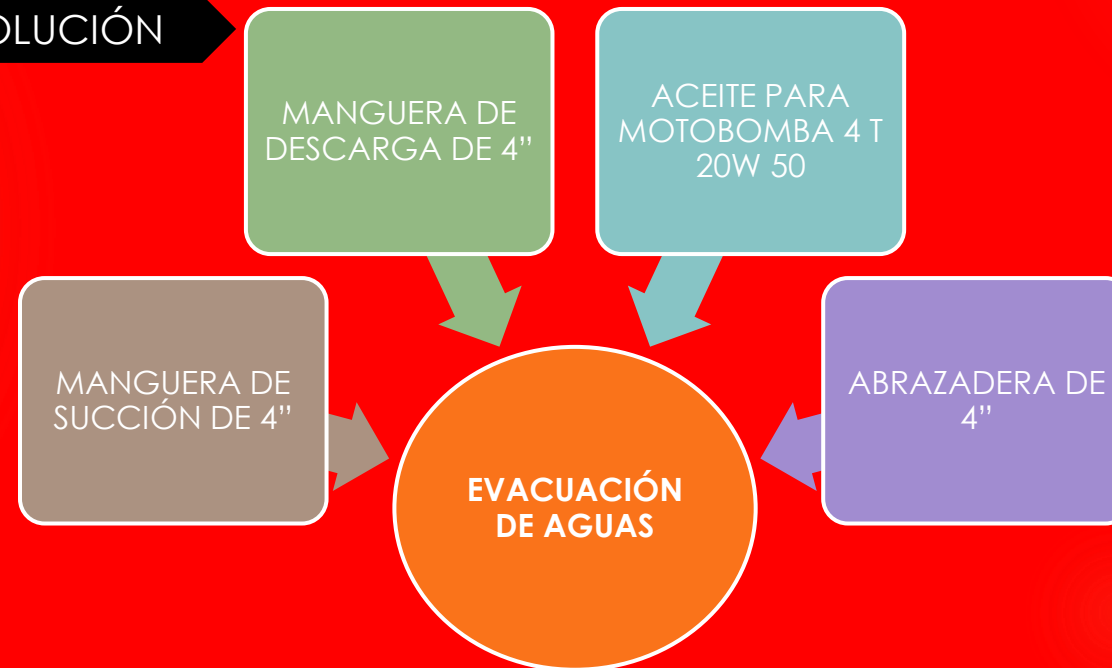 OLUCIÓN
MANGUERA DE
DESCARGA DE 4”
ACEITE PARA
MOTOBOMBA 4 T
20W 50
MANGUERA DE
SUCCIÓN DE 4”
ABRAZADERA DE
4”
EVACUACIÓN
DE AGUAS